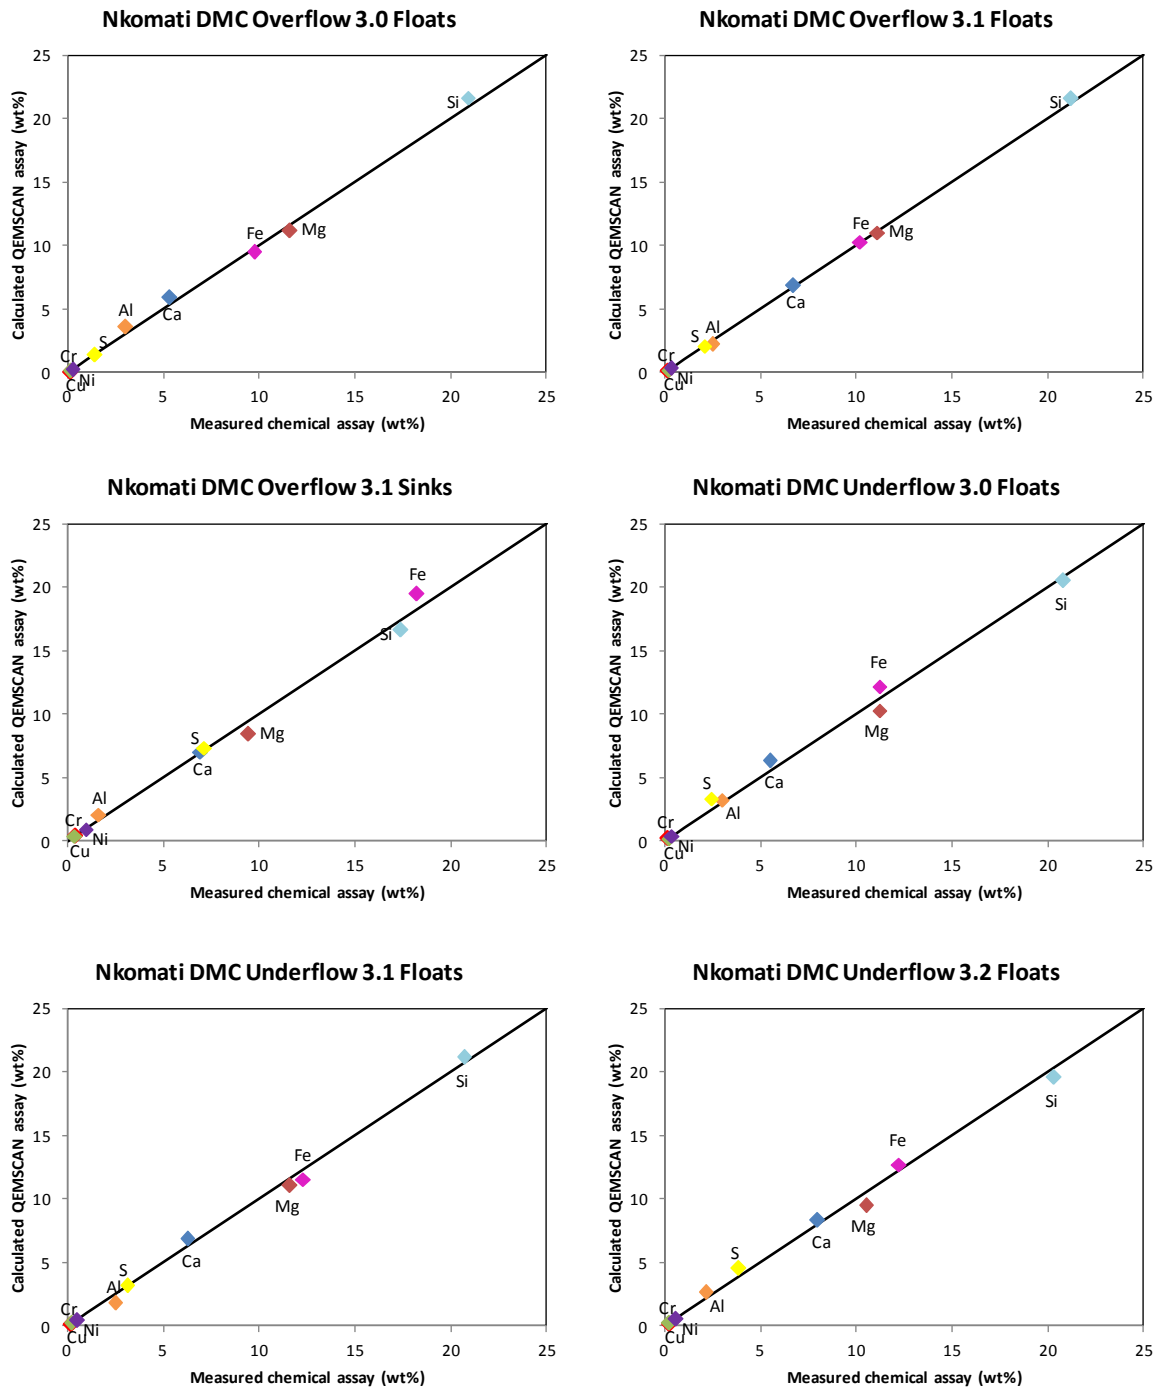 Nkomati DMC Overflow 3.0 Floats
Calculated QEMSCAN assay (wt%)
25
20
15
10
5
0
Si
Fe
Mg
Al
Ca
S
Cr
Ni
Cu
0 5 10 15 20 25
Measured chemical assay (wt%)
Nkomati DMC Overflow 3.1 Floats
Calculated QEMSCAN assay (wt%)
25
20
15
10
5
0
Si
Fe
Mg
Ca
S
Al
Cr
Ni
Cu
0 5 10 15 20 25
Measured chemical assay (wt%)
Nkomati DMC Overflow 3.1 Sinks
Calculated QEMSCAN assay (wt%)
25
20
15
10
5
0
Fe
Si
S
Mg
Ca
Al
Cr
Ni
Cu
0 5 10 15 20 25
Measured chemical assay (wt%)
Nkomati DMC Underflow 3.0 Floats
Calculated QEMSCAN assay (wt%)
25
20
15
10
5
0
Si
Fe
Mg
Ca
S
Al
Cr
Ni
Cu
0 5 10 15 20 25
Measured chemical assay (wt%)
Nkomati DMC Underflow 3.1 Floats
Calculated QEMSCAN assay (wt%)
25
20
15
10
5
0
Si
Fe
Mg
Ca
S
Al
Cr
Ni
Cu
0 5 10 15 20 25
Measured chemical assay (wt%)
Nkomati DMC Underflow 3.2 Floats
Calculated QEMSCAN assay (wt%)
25
20
15
10
5
0
Si
Fe
Mg
Ca
S
Al
Cr
Ni
Cu
0 5 10 15 20 25
Measured chemical assay (wt%)